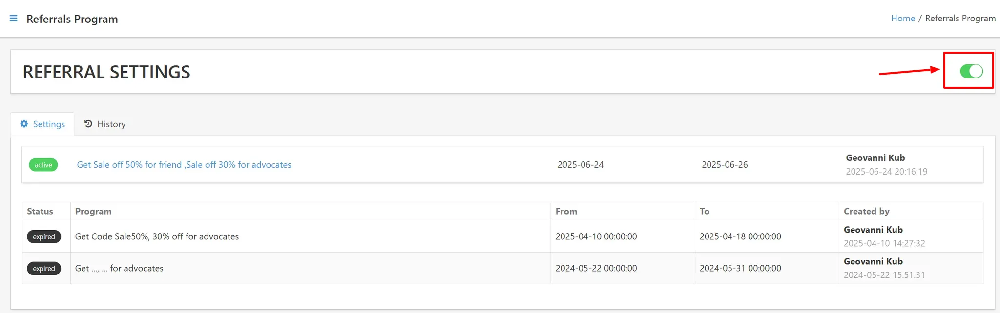 Referrals Program
Home / Referrals Program
REFERRAL SETTINGS
Settings
History
active
Get Sale off 50% for friend ,Sale off 30% for advocates
2025-06-24
2025-06-26
Geovanni Kub
2025-06-24 20:16:19
Status
Program
From
To
Created by
expired
Get Code Sale50%, 30% off for advocates
2025-04-10 00:00:00
2025-04-18 00:00:00
Geovanni Kub
2025-04-10 14:27:32
expired
Get ..., ... for advocates
2024-05-22 00:00:00
2024-05-31 00:00:00
Geovanni Kub
2024-05-22 15:51:31